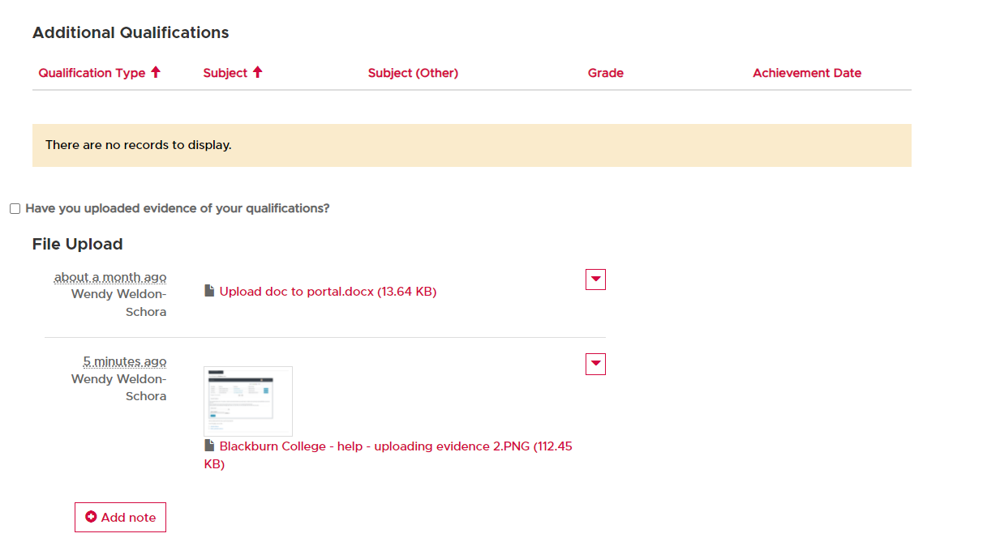 Additional Qualifications
Qualification Type Subject Subject (Other) Grade Achievement Date
There are no records to display.
Have you uploaded evidence of your qualifications?
File Upload
about a month ago
Wendy Weldon-
Schora
Upload doc to portal.docx (13.64 KB)
5 minutes ago
Wendy Weldon-
Schora
Blackburn College - help - uploading evidence 2.PNG (112.45
KB)
Add note